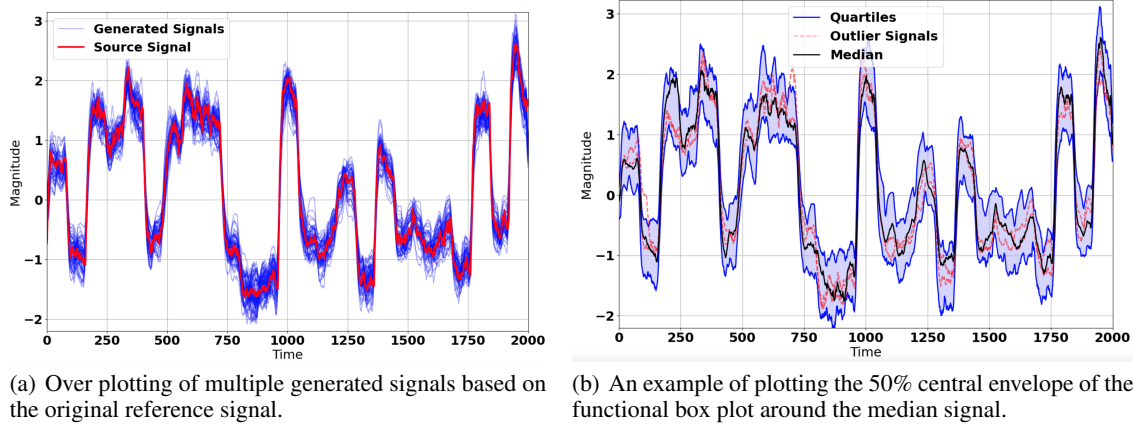 Generated Signals
Source Signal
3
2
1
0
−1
−2
Magnitude
0
250
500
750
1000
1250
1500
1750
2000
Time
(a) Over plotting of multiple generated signals based on
the original reference signal.
Quartiles
Outlier Signals
Median
3
2
1
0
−1
−2
Magnitude
0
250
500
750
1000
1250
1500
1750
2000
Time
(b) An example of plotting the 50% central envelope of the
functional box plot around the median signal.